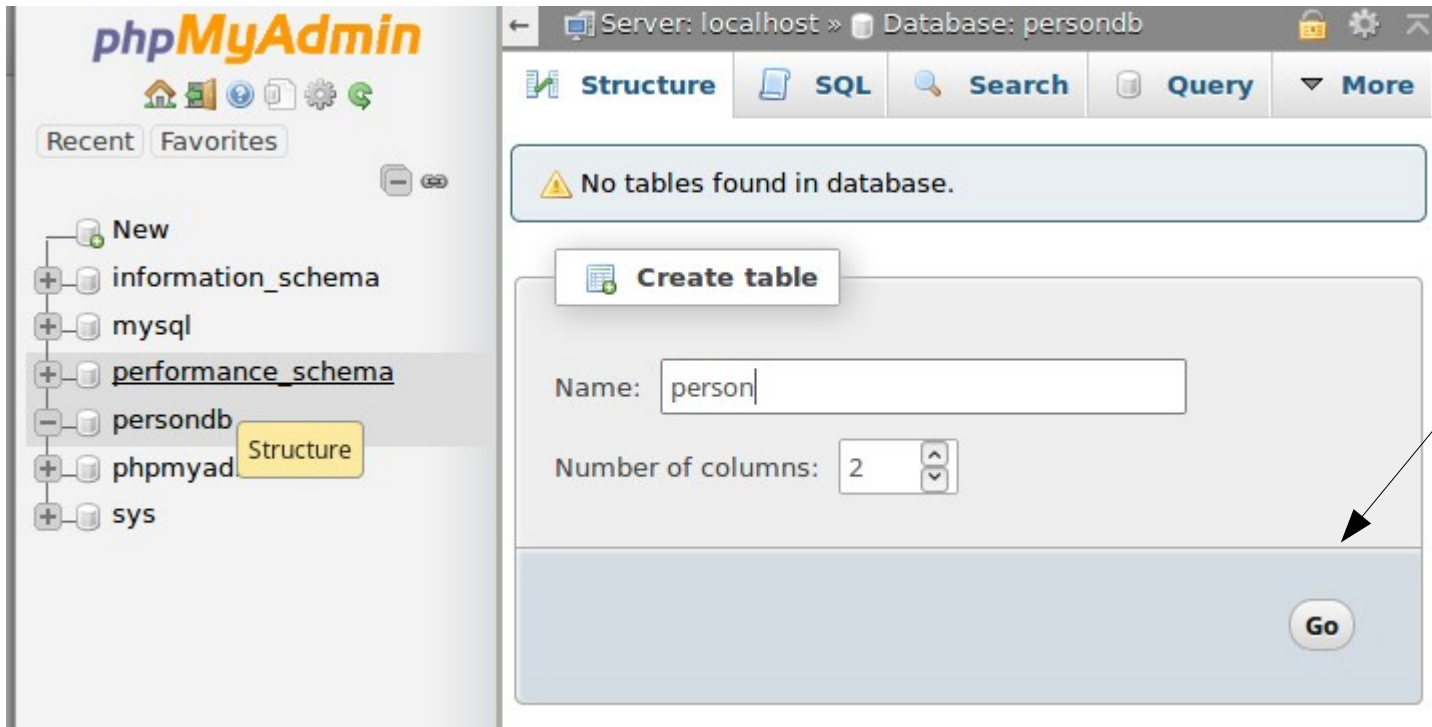 phpMyAdmin
Recent Favorites
New
information_schema
mysql
performance_schema
persondb
Structure
phpmyad
sys
Server: localhost » Database: persondb
Structure SQL Search Query More
No tables found in database.
Create table
Name: person
Number of columns: 2
Go